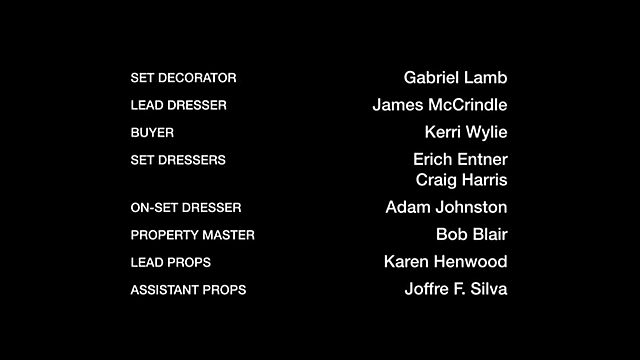 SET DECORATOR Gabriel Lamb
LEAD DRESSER James McCrindle
BUYER Kerri Wylie
SET DRESSERS Erich Entner
Craig Harris
ON-SET DRESSER Adam Johnston
PROPERTY MASTER Bob Blair
LEAD PROPS Karen Henwood
ASSISTANT PROPS Joffre F. Silva